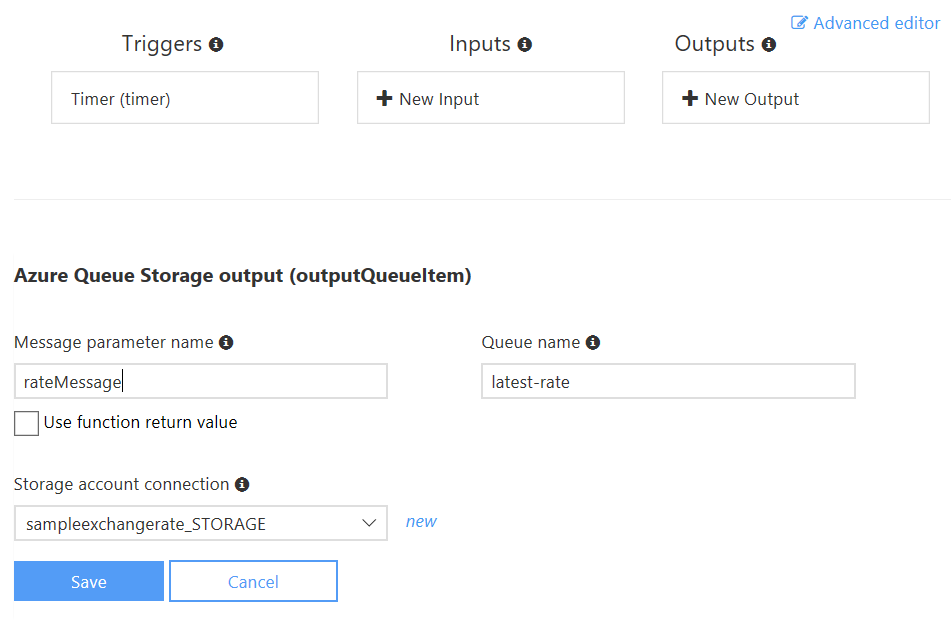 Advanced editor
Triggers Inputs Outputs
Timer (timer) New Input New Output
Azure Queue Storage output (outputQueueItem)
Message parameter name Queue name
rateMessage latest-rate
Use function return value
Storage account connection
sampleexchangerate_STORAGE new
Save Cancel